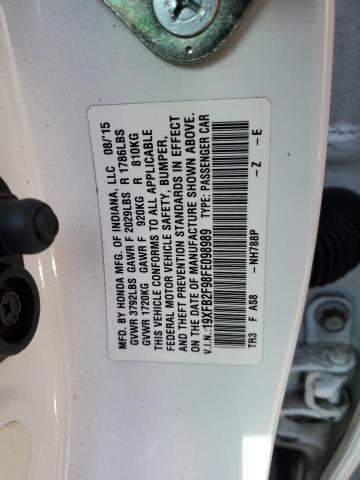 MFD. BY HONDA MFG. OF INDIANA, LLC 08/'15
GVWR 3792LBS GAWR F 2029LBS R 1786LBS
GVWR 1720KG GAWR F 920KG R 810KG
THIS VEHICLE CONFORMS TO ALL APPLICABLE
FEDERAL MOTOR VEHICLE SAFETY, BUMPER,
AND THEFT PREVENTION STANDARDS IN EFFECT
ON THE DATE OF MANUFACTURE SHOWN ABOVE.
V.I.N.:19XFB2F98FE098989 TYPE: PASSENGER CAR
TR3 F AS8 -NH788P -Z -E